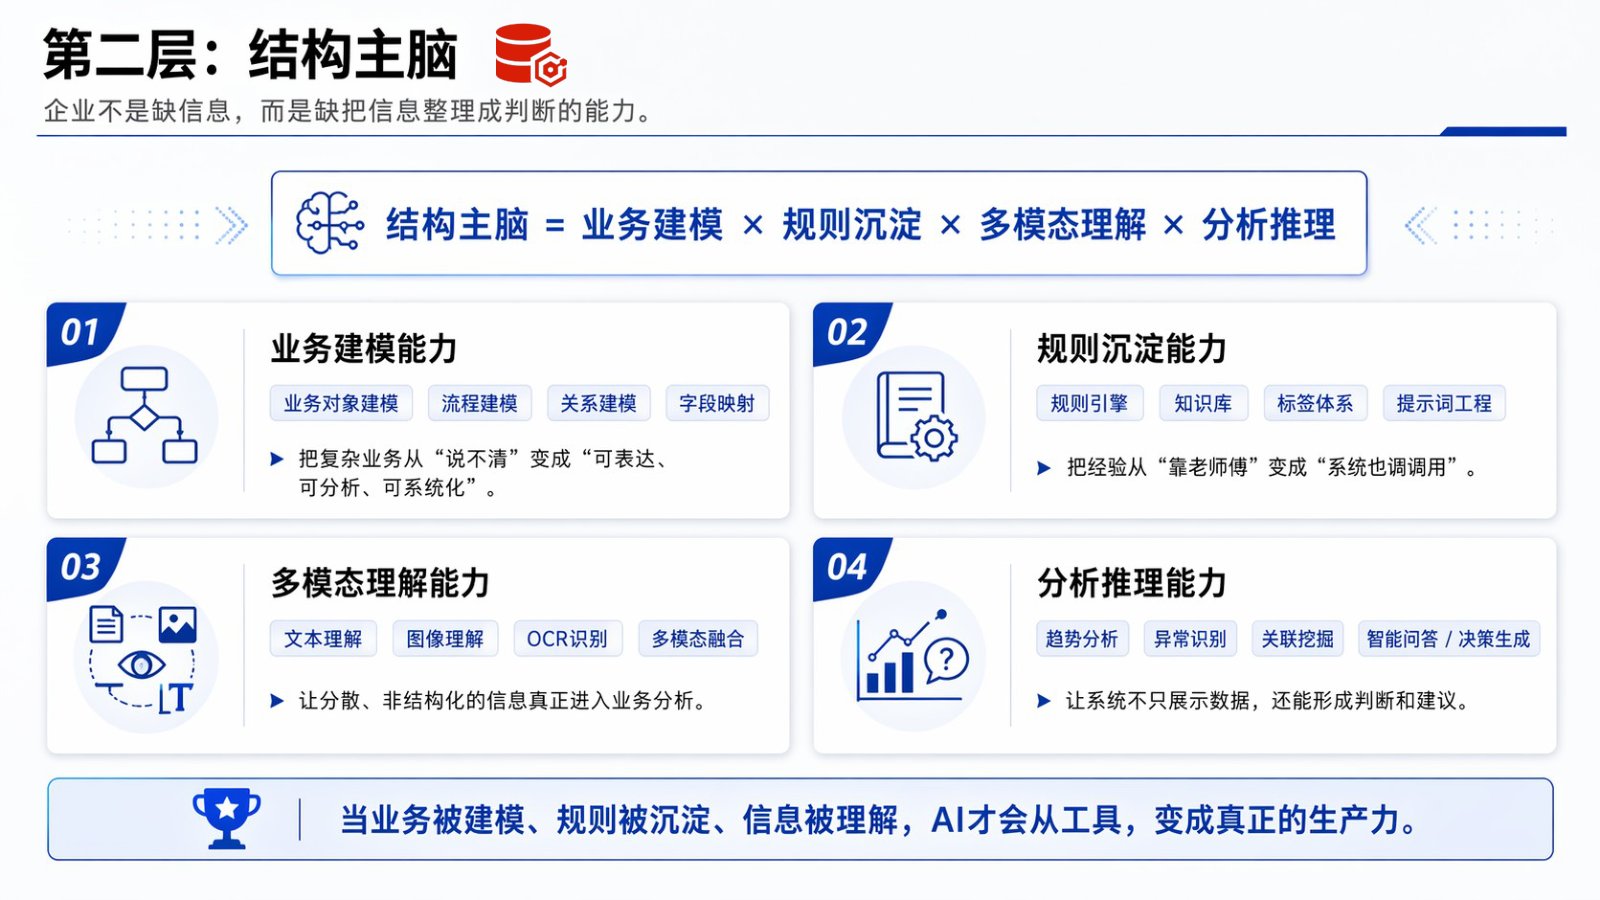 第二层：结构主脑
企业不是缺信息，而是缺把信息整理成判断的能力。
结构主脑 = 业务建模 × 规则沉淀 × 多模态理解 × 分析推理
01
业务建模能力
业务对象建模 流程建模 关系建模 字段映射
把复杂业务从“说不清”变成“可表达、
可分析、可系统化”。
02
规则沉淀能力
规则引擎 知识库 标签体系 提示词工程
把经验从“靠老师傅”变成“系统也调调用”。
03
多模态理解能力
文本理解 图像理解 OCR识别 多模态融合
让分散、非结构化的信息真正进入业务分析。
04
分析推理能力
趋势分析 异常识别 关联挖掘 智能问答 / 决策生成
让系统不只展示数据，还能形成判断和建议。
当业务被建模、规则被沉淀、信息被理解，AI才会从工具，变成真正的生产力。